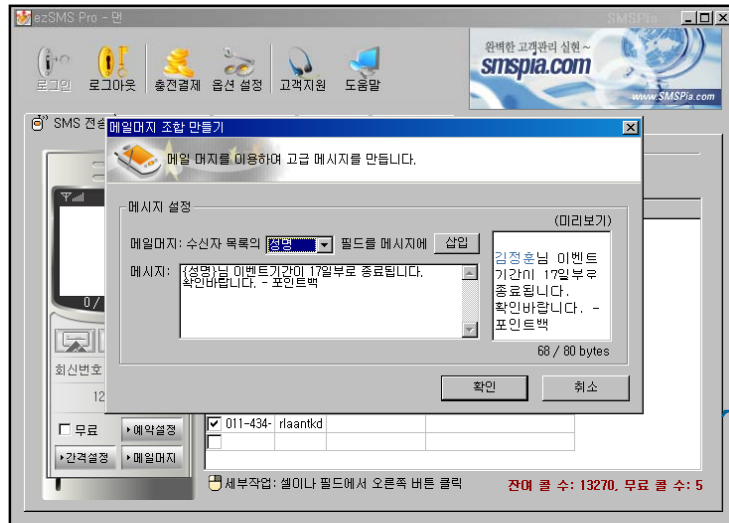 ezSMS Pro - 먼
SMSPia
로그인 로그아웃 충전결제 옵션 설정 고객지원 도움말
완벽한 고객관리 실현~
smspia.com
www.SMSPia.com
SMS 전송
메일머지 조합 만들기
메일 머지를 이용하여 고급 메시지를 만듭니다.
메시지 설정
(미리보기)
메일머지: 수신자 목록의 성명 필드를 메시지에 삽입
메시지: {성명}님 이벤트기간이 17일부로 종료됩니다.
확인바랍니다. - 포인트백
김정훈님 이벤트
기간이 17일부로
종료됩니다.
확인바랍니다. -
포인트백
68 / 80 bytes
확인 취소
0/
회신번호
12
무료 예약설정
간격설정 메일머지
011-434- rlaantkd
세부작업: 셀이나 필드에서 오른쪽 버튼 클릭
잔여 콜 수: 13270, 무료 콜 수: 5